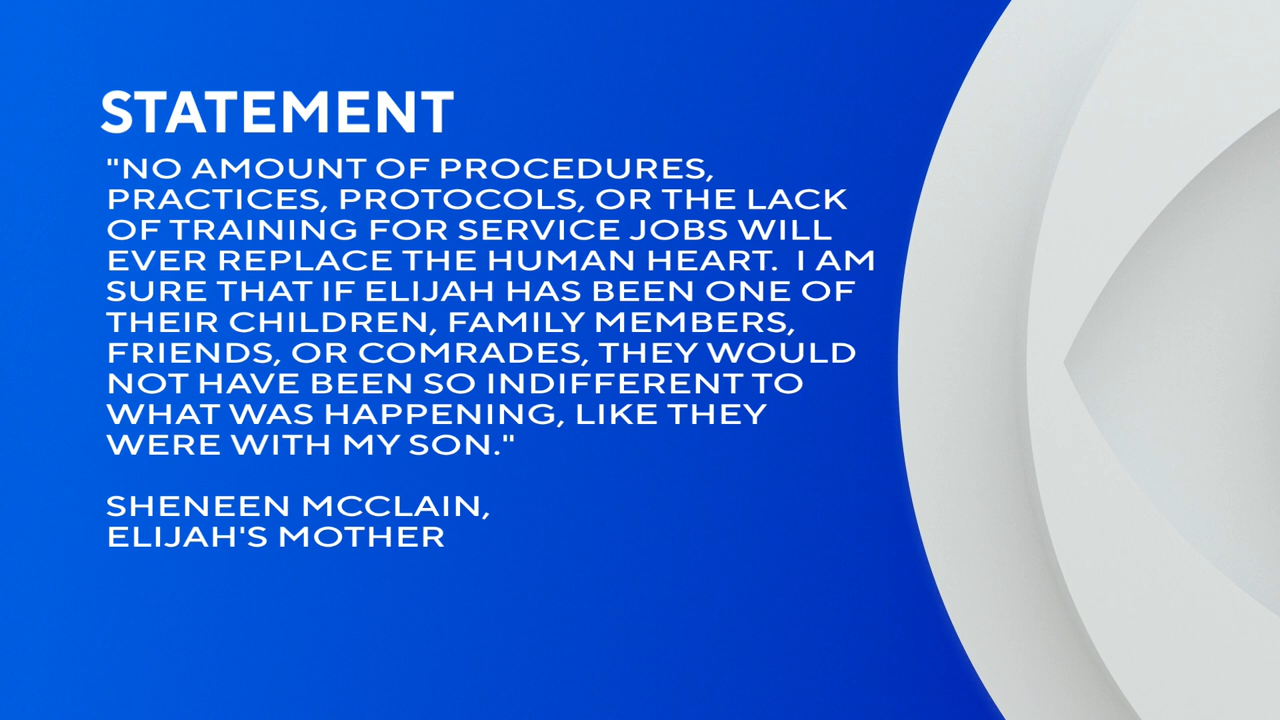 STATEMENT
"NO AMOUNT OF PROCEDURES,
PRACTICES, PROTOCOLS, OR THE LACK
OF TRAINING FOR SERVICE JOBS WILL
EVER REPLACE THE HUMAN HEART.  I AM
SURE THAT IF ELIJAH HAS BEEN ONE OF
THEIR CHILDREN, FAMILY MEMBERS,
FRIENDS, OR COMRADES, THEY WOULD
NOT HAVE BEEN SO INDIFFERENT TO
WHAT WAS HAPPENING, LIKE THEY
WERE WITH MY SON."
SHENEEN MCCLAIN,
ELIJAH'S MOTHER